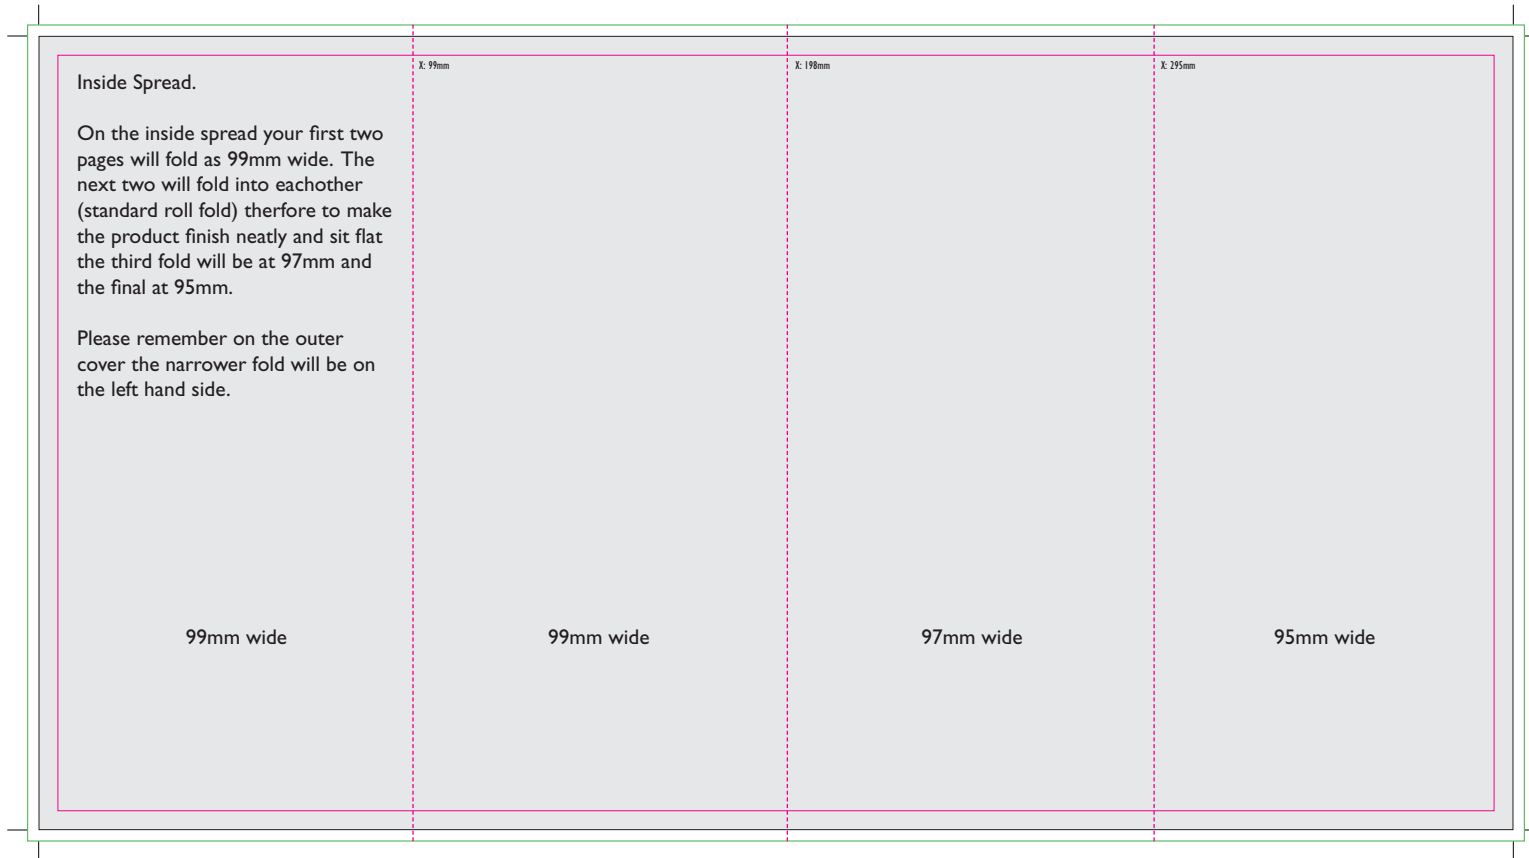 X: 99mm
X: 198mm
X: 295mm
Inside Spread.
On the inside spread your first two
pages will fold as 99mm wide. The
next two will fold into eachother
(standard roll fold) therfore to make
the product finish neatly and sit flat
the third fold will be at 97mm and
the final at 95mm.
Please remember on the outer
cover the narrower fold will be on
the left hand side.
99mm wide
99mm wide
97mm wide
95mm wide